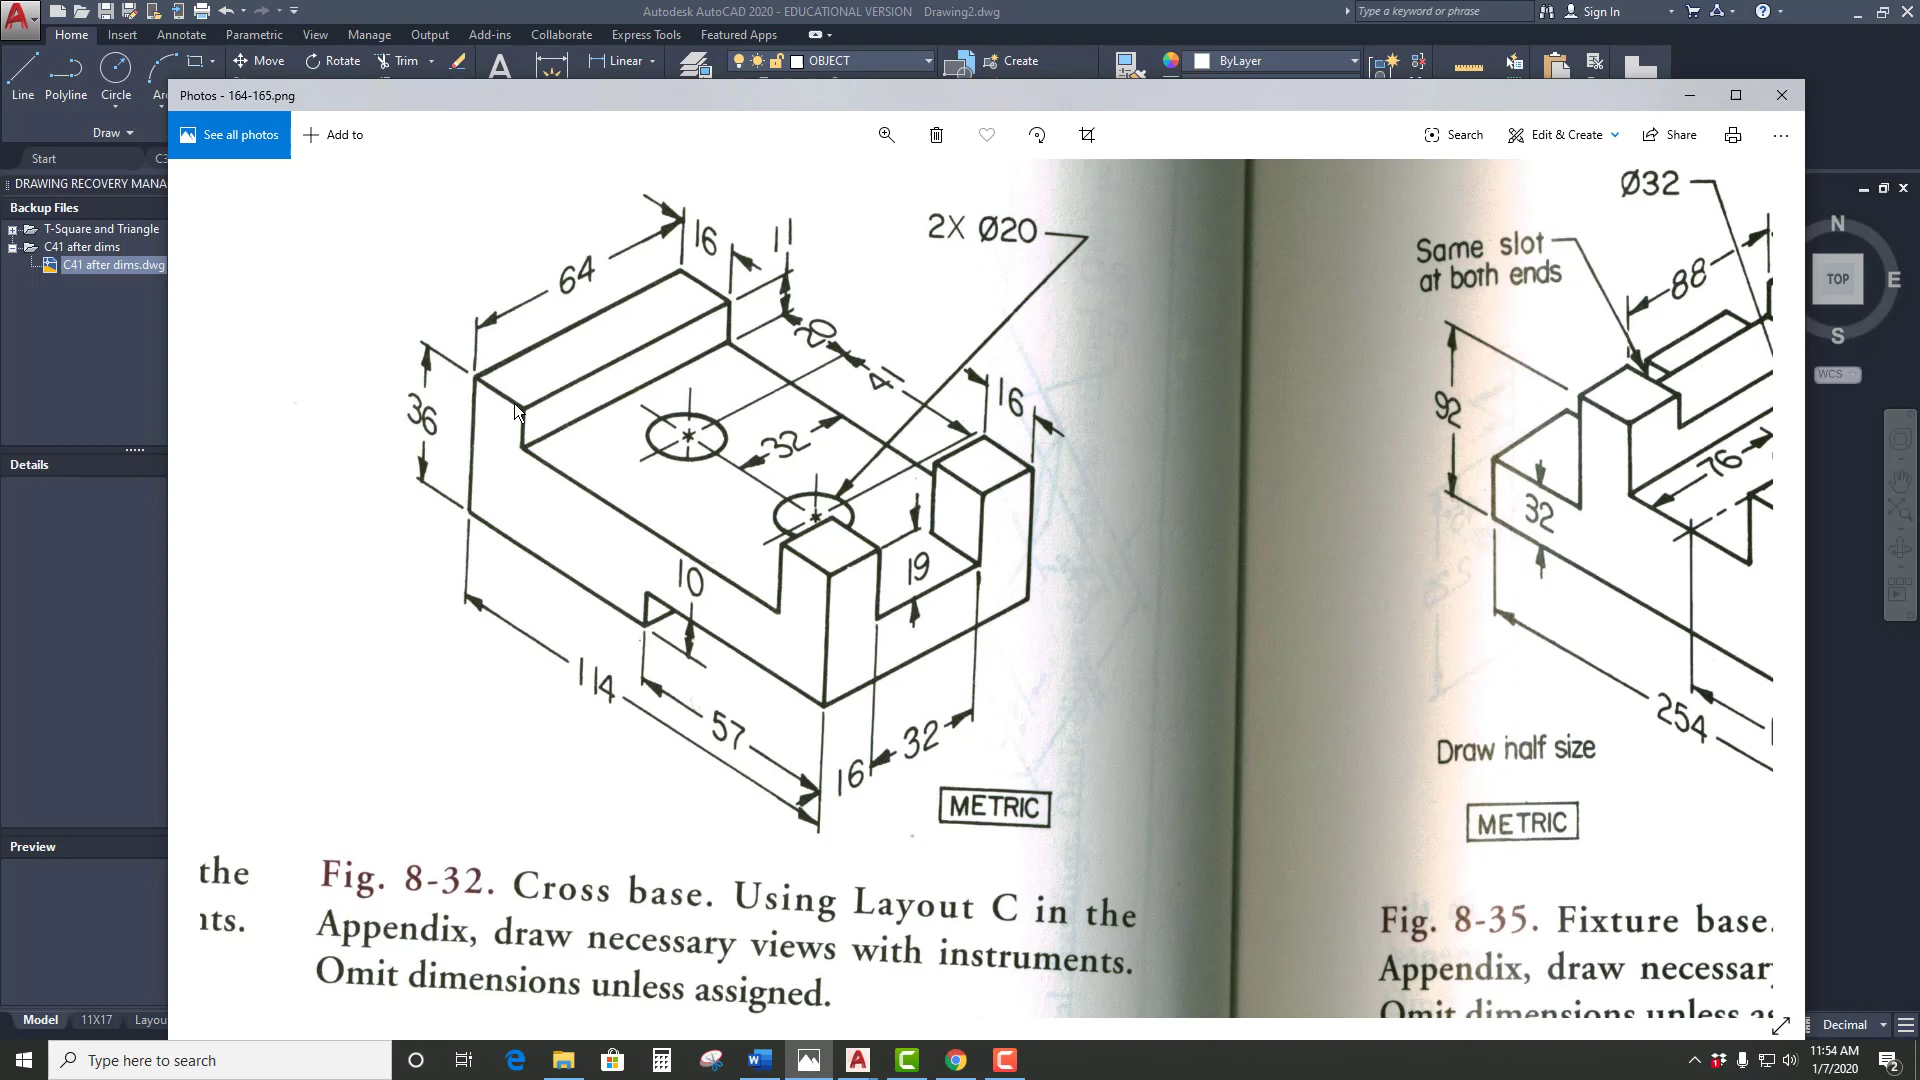 Autodesk AutoCAD 2020 - EDUCATIONAL VERSION Drawing2.dwg
Type a keyword or phrase
Sign In
Home Insert Annotate Parametric View Manage Output Add-ins Collaborate Express Tools Featured Apps
Move Rotate Trim Linear OBJECT Create ByLayer
Line Polyline Circle
Draw
Start
DRAWING RECOVERY MANA
Backup Files
T-Square and Triangle
C41 after dims
C41 after dims.dwg
Details
Preview
Model 11X17
Photos - 164-165.png
See all photos Add to Search Edit & Create Share
64
16
11
2X Ø20
20
41
16
36
32
19
10
114
57
16
32
METRIC
the
nts.
Fig. 8-32. Cross base. Using Layout C in the
Appendix, draw necessary views with instruments.
Omit dimensions unless assigned.
Ø32
Same slot
at both ends
88
92
76
32
254
Draw half size
METRIC
Fig. 8-35. Fixture base.
Appendix, draw necessar
Omit dimensions unless as
N
TOP
E
S
WCS
Decimal
Type here to search
11:54 AM
1/7/2020
2